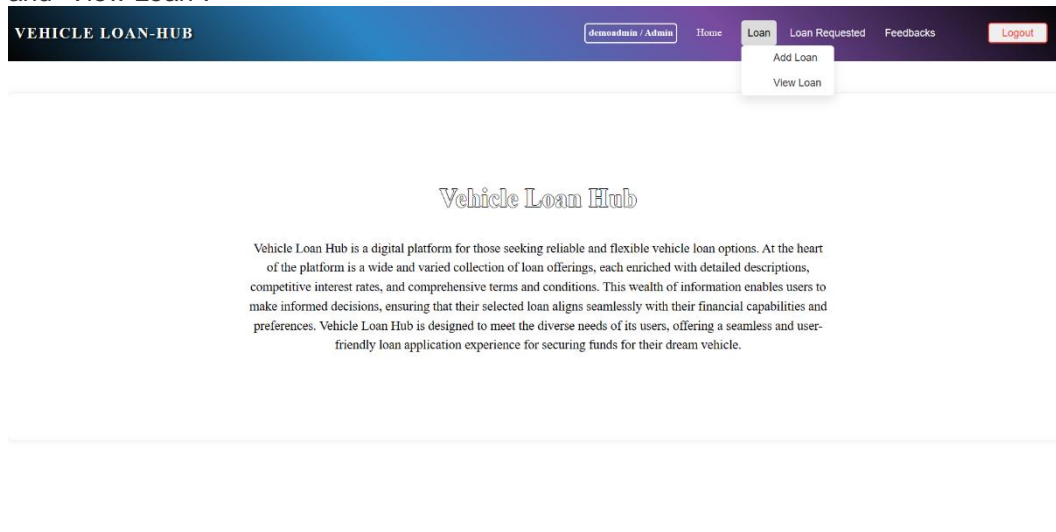 and "View Loan".
VEHICLE LOAN-HUB
demoadmin / Admin
Home
Loan
Loan Requested
Feedbacks
Logout
Add Loan
View Loan
Vehicle Loan Hub
Vehicle Loan Hub is a digital platform for those seeking reliable and flexible vehicle loan options. At the heart
of the platform is a wide and varied collection of loan offerings, each enriched with detailed descriptions,
competitive interest rates, and comprehensive terms and conditions. This wealth of information enables users to
make informed decisions, ensuring that their selected loan aligns seamlessly with their financial capabilities and
preferences. Vehicle Loan Hub is designed to meet the diverse needs of its users, offering a seamless and user-
friendly loan application experience for securing funds for their dream vehicle.